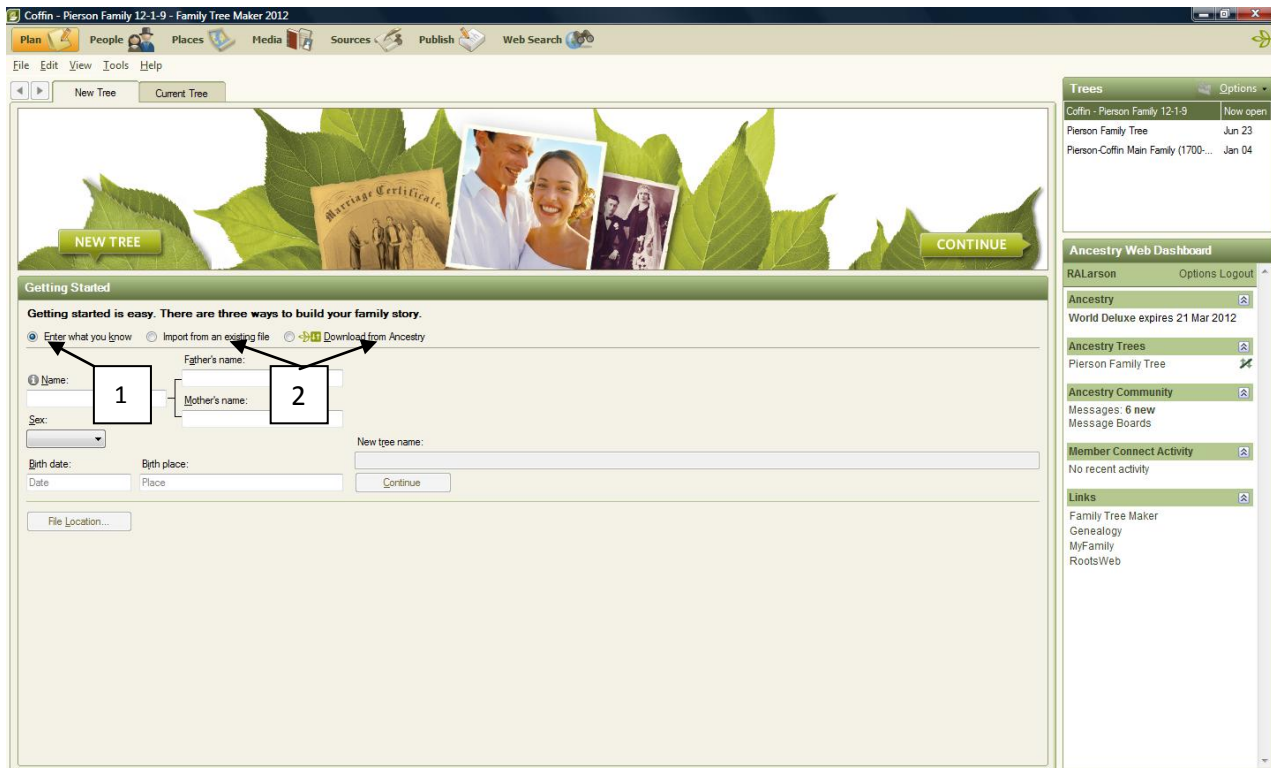 Coffin - Pierson Family 12-1-9 - Family Tree Maker 2012
Plan People Places Media Sources Publish Web Search
File Edit View Tools Help
New Tree Current Tree
Marriage Certificate
NEW TREE
CONTINUE
Getting Started
Getting started is easy. There are three ways to build your family story.
Enter what you know Import from an existing file Download from Ancestry
1
2
Father's name:
Name:
Mother's name:
Sex:
New tree name:
Birth date: Birth place:
Date Place Continue
File Location...
Trees Options
Coffin - Pierson Family 12-1-9 Now open
Pierson Family Tree Jun 23
Pierson-Coffin Main Family (1700-... Jan 04
Ancestry Web Dashboard
RALarson Options Logout
Ancestry
World Deluxe expires 21 Mar 2012
Ancestry Trees
Pierson Family Tree
Ancestry Community
Messages: 6 new
Message Boards
Member Connect Activity
No recent activity
Links
Family Tree Maker
Genealogy
MyFamily
RootsWeb